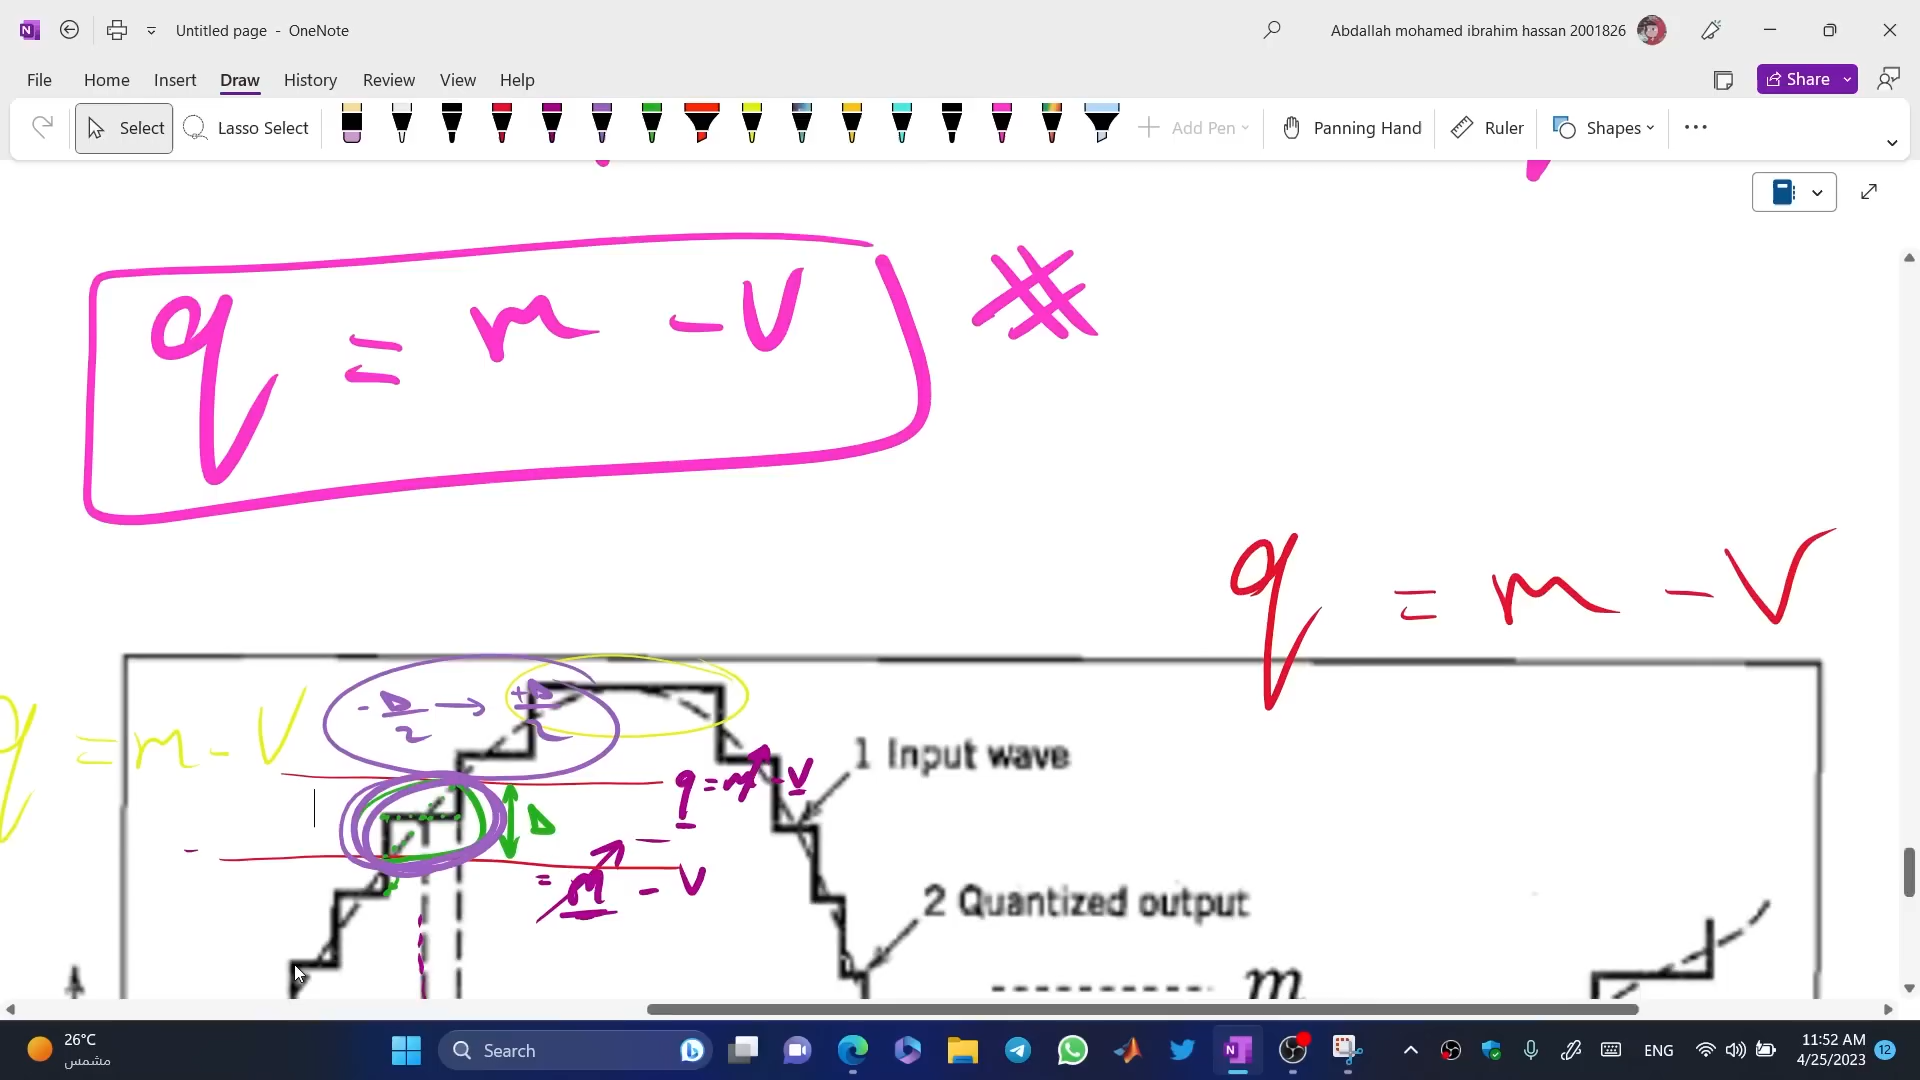 Untitled page - OneNote
Abdallah mohamed ibrahim hassan 2001826
File Home Insert Draw History Review View Help
Share
Select Lasso Select Add Pen Panning Hand Ruler Shapes
q = m - v #
q = m - v
q = m - v
-Δ/2 → +Δ/2
1 Input wave
q = m - v
Δ
= m - v
2 Quantized output
m
26°C
مشمس
Search
ENG
11:52 AM
4/25/2023
12